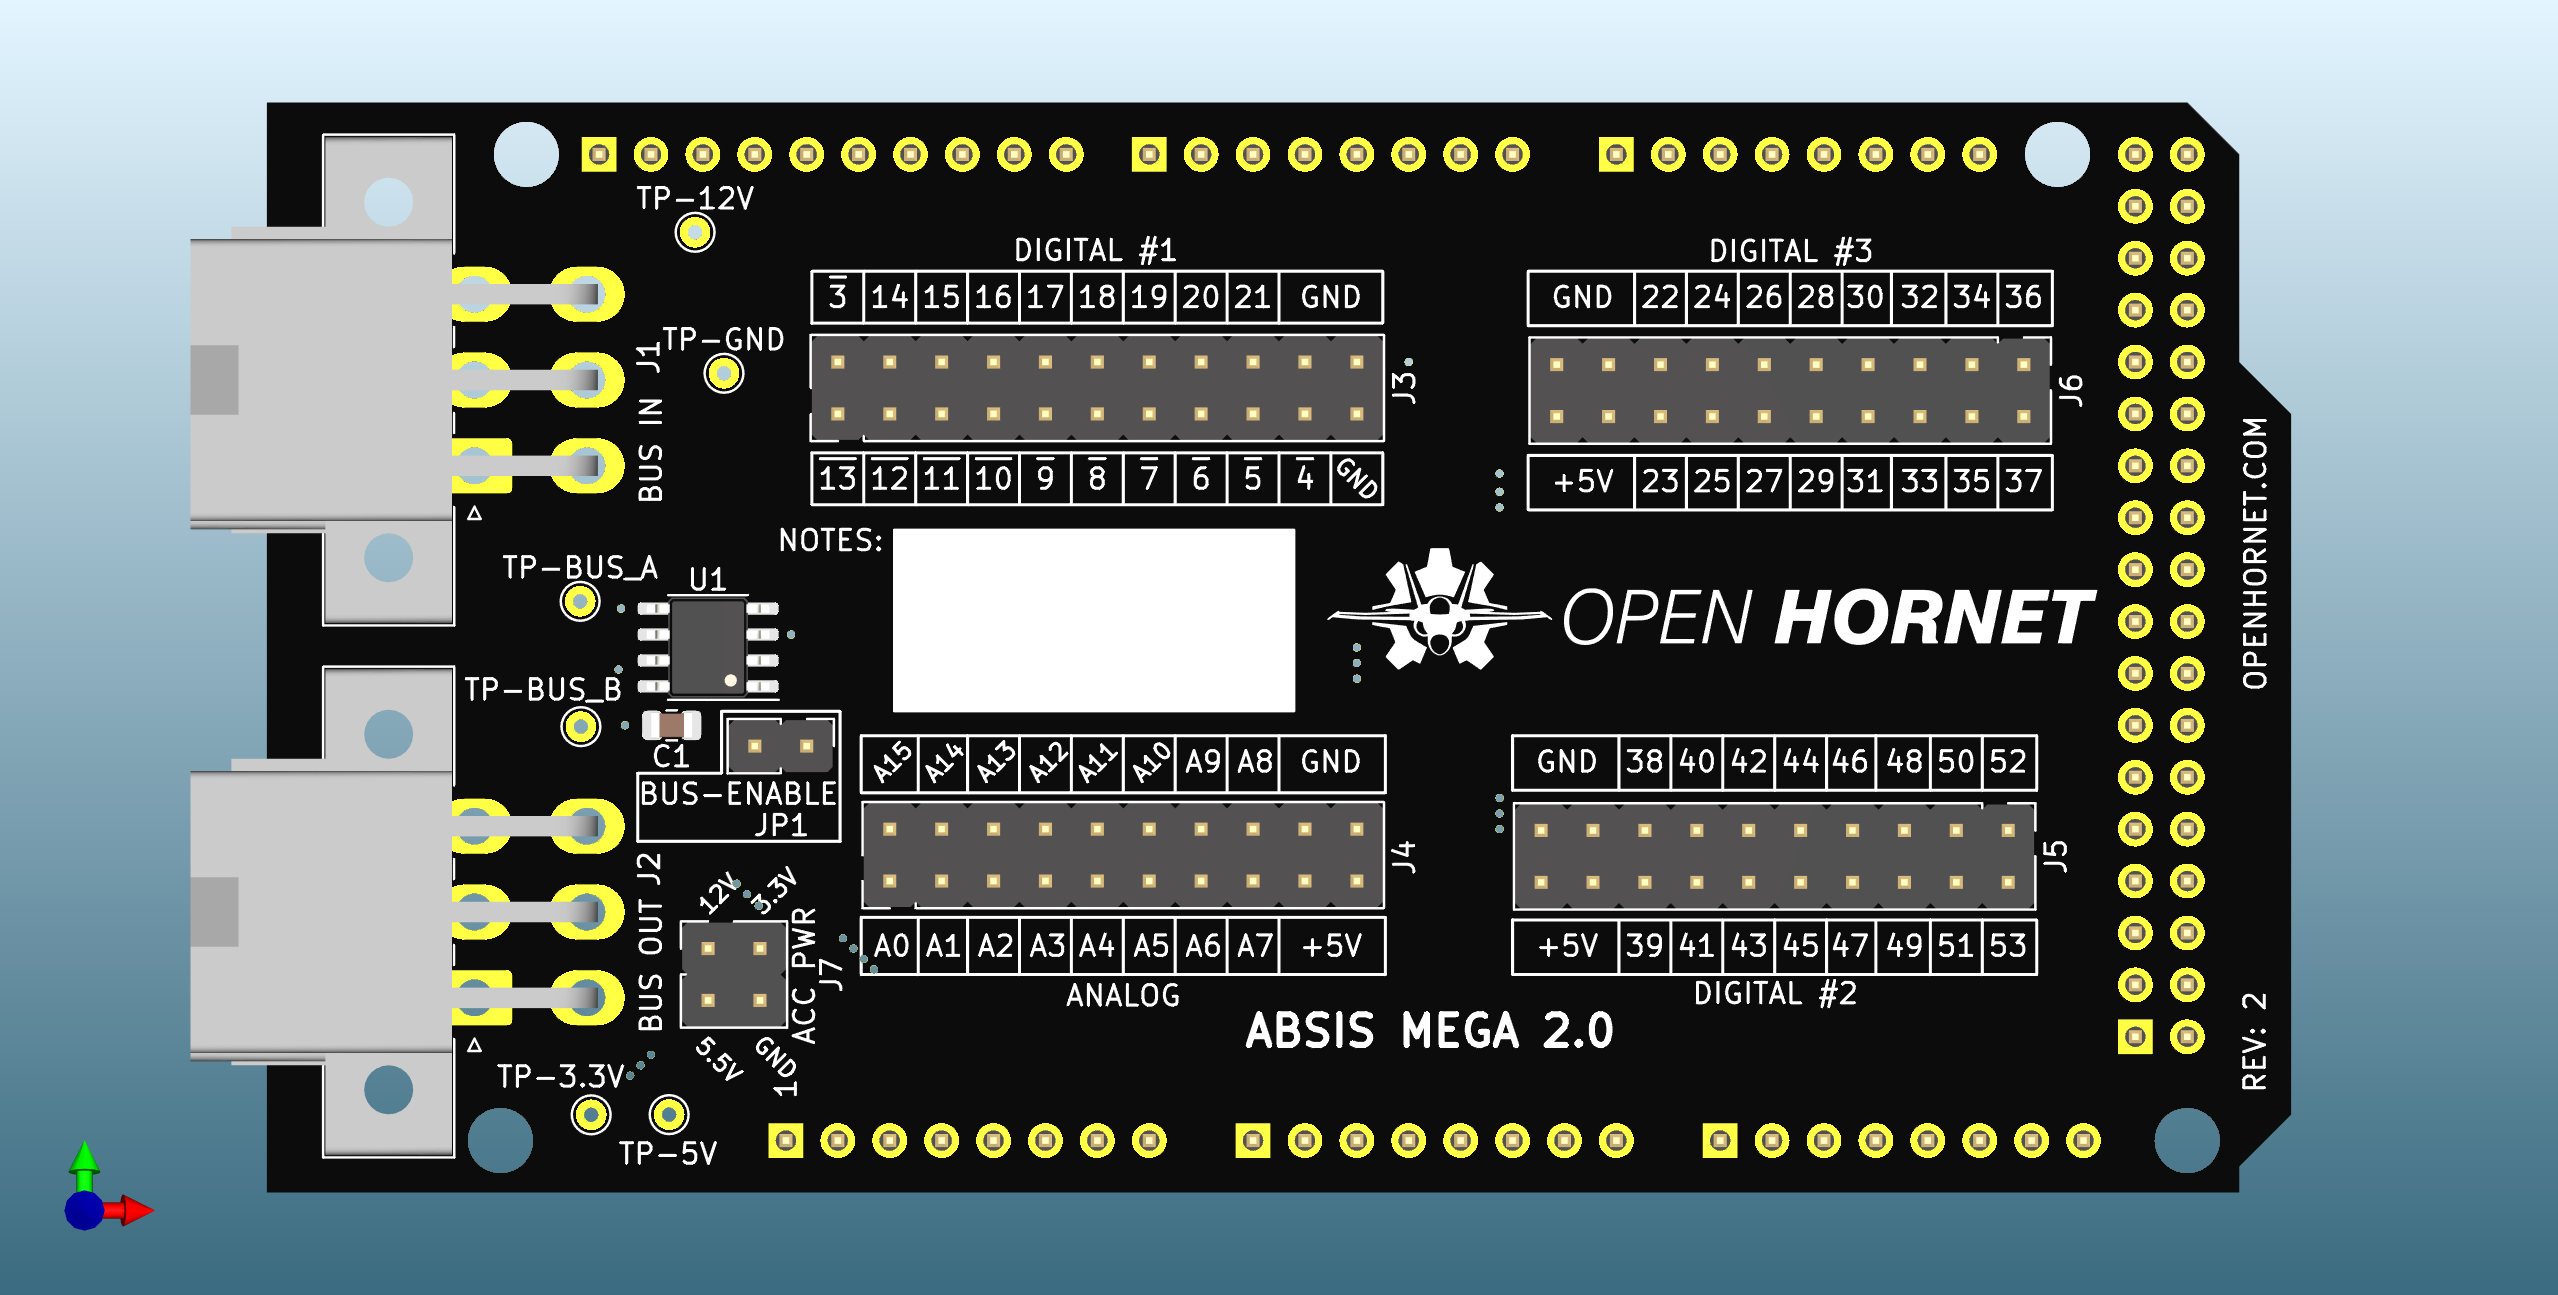 TP-12V
DIGITAL #1
DIGITAL #3
3 14 15 16 17 18 19 20 21 GND
GND 22 24 26 28 30 32 34 36
TP-GND
BUS IN J1
J3
J6
13 12 11 10 9 8 7 6 5 4 GND
+5V 23 25 27 29 31 33 35 37
NOTES:
TP-BUS_A
U1
OPEN HORNET
OPENHORNET.COM
TP-BUS_B
C1
BUS-ENABLE
JP1
A15 A14 A13 A12 A11 A10 A9 A8 GND
GND 38 40 42 44 46 48 50 52
J4
J5
BUS OUT J2
12V 3.3V
ACC PWR
J7
A0 A1 A2 A3 A4 A5 A6 A7 +5V
+5V 39 41 43 45 47 49 51 53
ANALOG
DIGITAL #2
ABSIS MEGA 2.0
REV: 2
5.5V GND
1
TP-3.3V
TP-5V